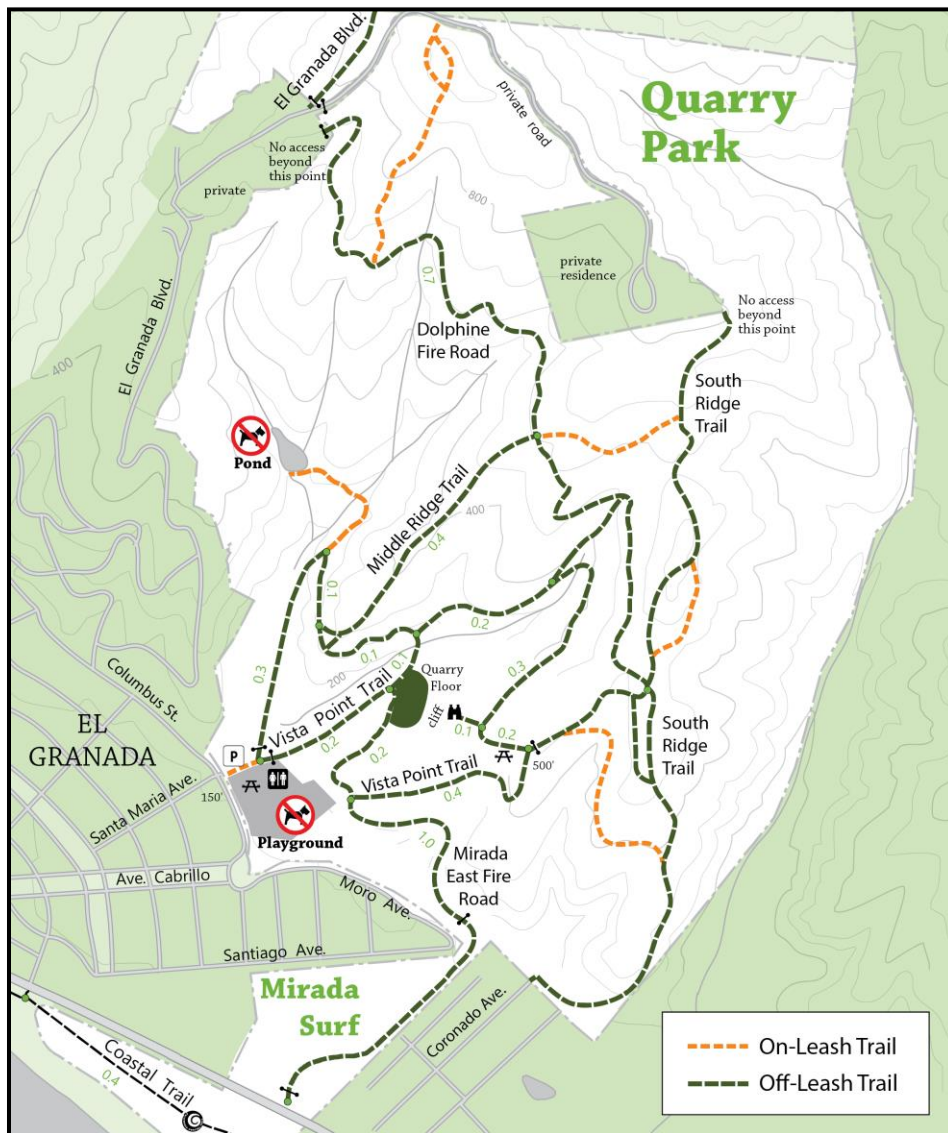 El Granada Blvd.
private road
Quarry
Park
No access
beyond
this point
private
800
private
residence
0.7
No access
beyond
this point
El Granada Blvd.
400
Dolphine
Fire Road
South
Ridge
Trail
Pond
Middle Ridge Trail
0.4
400
0.1
0.2
0.1
0.1
0.3
200
Quarry
Floor
0.3
Columbus St.
Vista Point Trail
cliff
0.2
0.1
0.2
EL
GRANADA
P
0.2
500'
South
Ridge
Trail
Vista Point Trail
0.4
150'
Santa Maria Ave.
Playground
1.0
Mirada
East Fire
Road
Ave. Cabrillo
Moro Ave.
Santiago Ave.
Mirada
Surf
Coronado Ave.
Coastal Trail
0.4
C
On-Leash Trail
Off-Leash Trail